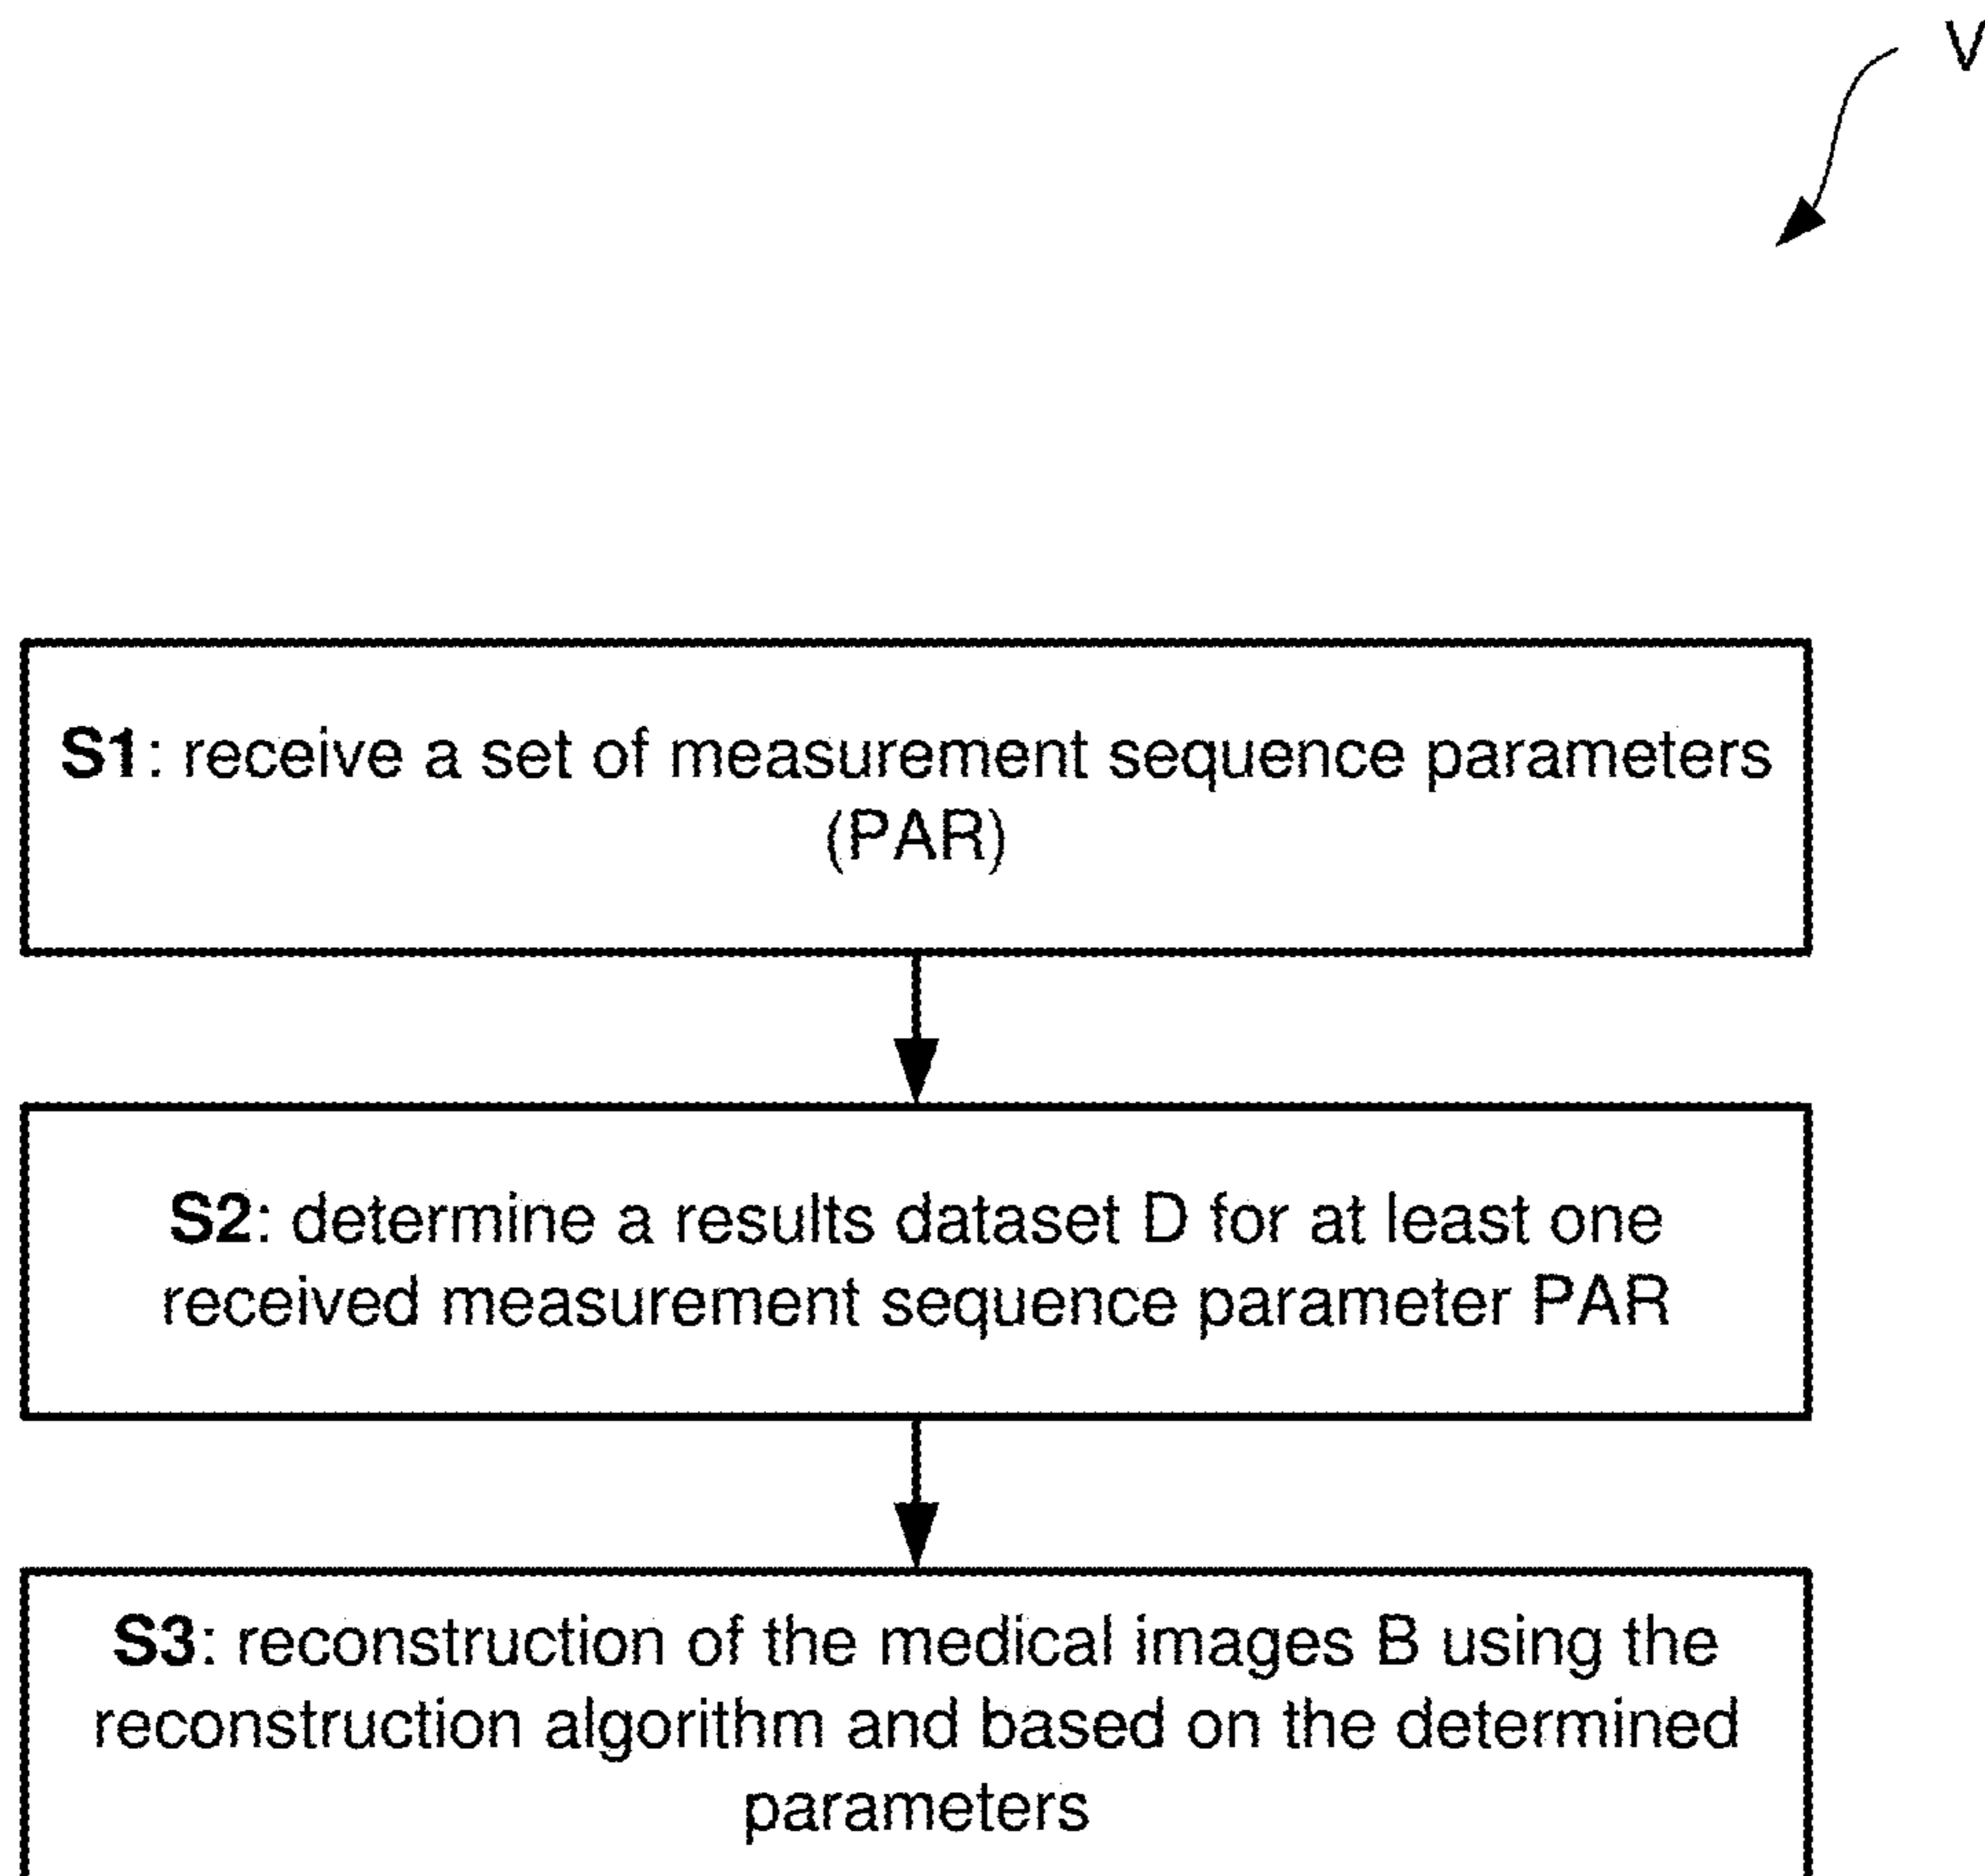 V
S1: receive a set of measurement sequence parameters
(PAR)
S2: determine a results dataset D for at least one
received measurement sequence parameter PAR
S3: reconstruction of the medical images B using the
reconstruction algorithm and based on the determined
parameters